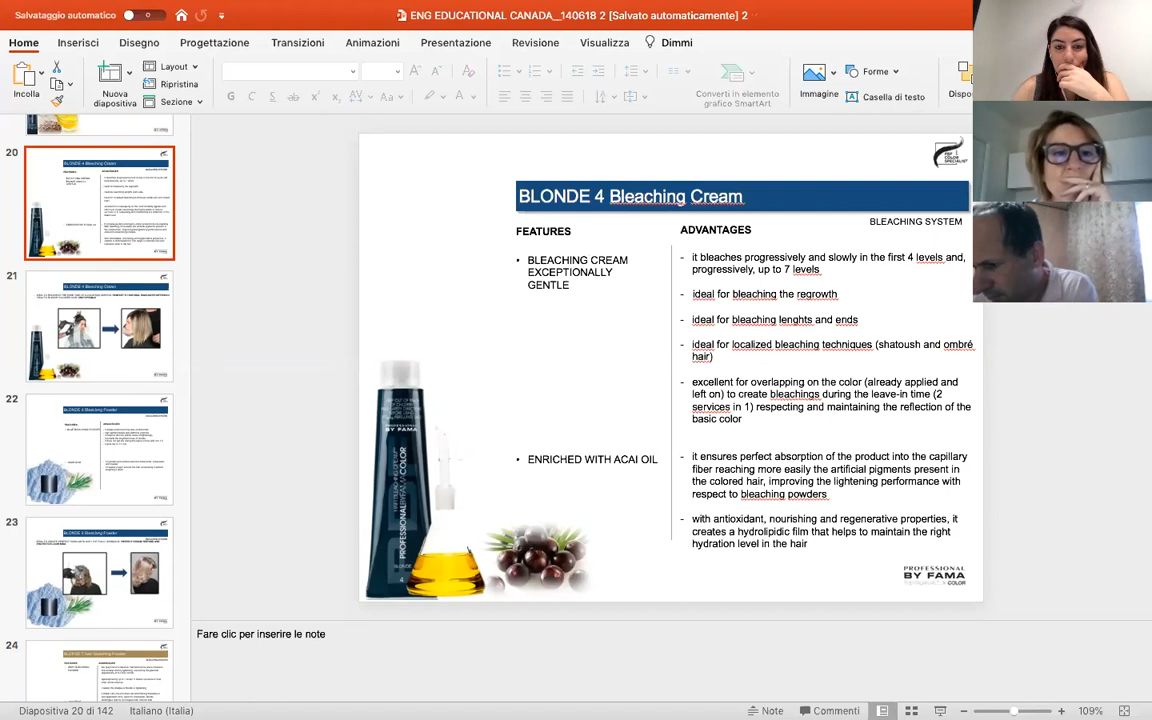 Salvataggio automatico
ENG EDUCATIONAL CANADA_140618 2 [Salvato automaticamente] 2
Home Inserisci Disegno Progettazione Transizioni Animazioni Presentazione Revisione Visualizza Dimmi
Incolla
Nuova
diapositiva
Layout
Ripristina
Sezione
G C S ab
Converti in elemento
grafico SmartArt
Immagine
Forme
Casella di testo
20
21
22
23
24
BLONDE 4 Bleaching Cream
BLEACHING SYSTEM
FEATURES
ADVANTAGES
• BLEACHING CREAM
EXCEPTIONALLY
GENTLE
- it bleaches progressively and slowly in the first 4 levels and,
progressively, up to 7 levels
- ideal for bleaching the regrowth
- ideal for bleaching lenghts and ends
- ideal for localized bleaching techniques (shatoush and ombré
hair)
- excellent for overlapping on the color (already applied and
left on) to create bleachings during the leave-in time (2
services in 1) respecting and maintaining the reflection of the
basic color
• ENRICHED WITH ACAI OIL
- it ensures perfect absorption of the product into the capillary
fiber reaching more easily the artificial pigments present in
the colored hair, improving the lightening performance with
respect to bleaching powders
- with antioxidant, nourishing and regenerative properties, it
creates a hydrolipidic film that helps to maintain the right
hydration level in the hair
PROFESSIONAL
BY FAMA
COLOR
PROFESSIONALBYFAMA COLOR
Fare clic per inserire le note
Diapositiva 20 di 142 Italiano (Italia)
Note Commenti 109%